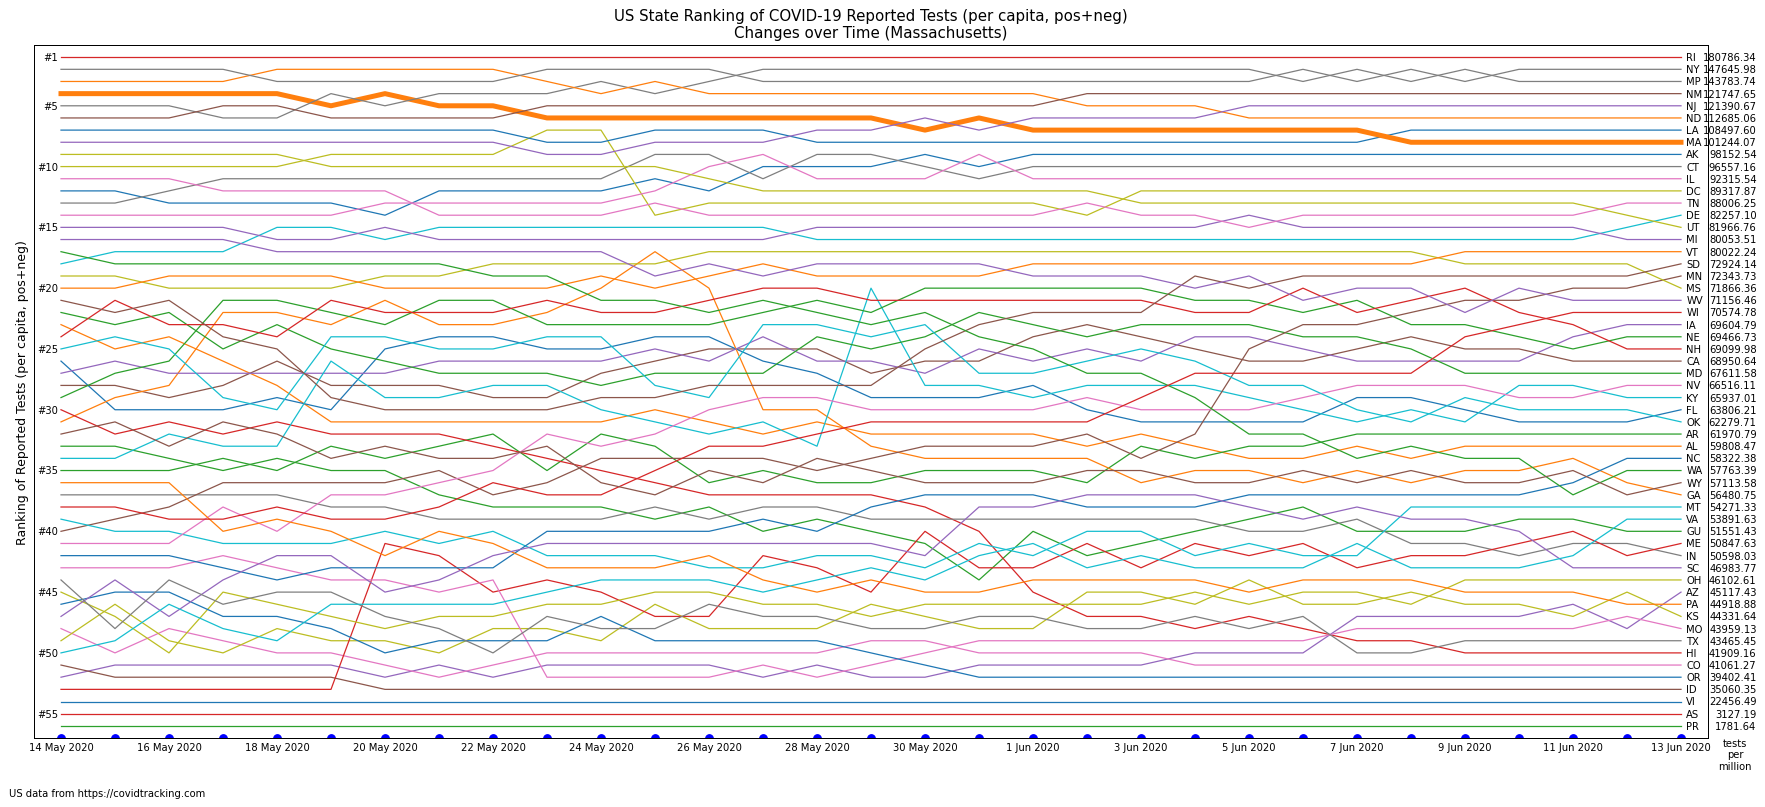 US State Ranking of COVID-19 Reported Tests (per capita, pos+neg)
Changes over Time (Massachusetts)
Ranking of Reported Tests (per capita, pos+neg)
#1
#5
#10
#15
#20
#25
#30
#35
#40
#45
#50
#55
RI 180786.34
NY 147645.98
MP 143783.74
NM 121747.65
NJ 121390.67
ND 112685.06
LA 108497.60
MA 101244.07
AK 98152.54
CT 96557.16
IL 92315.54
DC 89317.87
TN 88006.25
DE 82257.10
UT 81966.76
MI 80053.51
VT 80022.24
SD 72924.14
MN 72343.73
MS 71866.36
WV 71156.46
WI 70574.78
IA 69604.79
NE 69466.73
NH 69099.98
CA 68950.64
MD 67611.58
NV 66516.11
KY 65937.01
FL 63806.21
OK 62279.71
AR 61970.79
AL 59808.47
NC 58322.38
WA 57763.39
WY 57113.58
GA 56480.75
MT 54271.33
VA 53891.63
GU 51551.43
ME 50847.63
IN 50598.03
SC 46983.77
OH 46102.61
AZ 45117.43
PA 44918.88
KS 44331.64
MO 43959.13
TX 43465.45
HI 41909.16
CO 41061.27
OR 39402.41
ID 35060.35
VI 22456.49
AS 3127.19
PR 1781.64
14 May 2020 16 May 2020 18 May 2020 20 May 2020 22 May 2020 24 May 2020 26 May 2020 28 May 2020 30 May 2020 1 Jun 2020 3 Jun 2020 5 Jun 2020 7 Jun 2020 9 Jun 2020 11 Jun 2020 13 Jun 2020
tests
per
million
US data from https://covidtracking.com